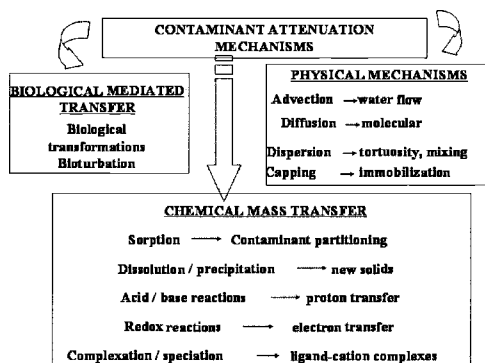 CONTAMINANT ATTENUATION
MECHANISMS
BIOLOGICAL MEDIATED
TRANSFER
Biological
transformations
Bioturbation
PHYSICAL MECHANISMS
Advection → water flow
Diffusion → molecular
Dispersion → tortuosity, mixing
Capping → immobilization
CHEMICAL MASS TRANSFER
Sorption → Contaminant partitioning
Dissolution / precipitation → new solids
Acid / base reactions → proton transfer
Redox reactions → electron transfer
Complexation / speciation → ligand-cation complexes